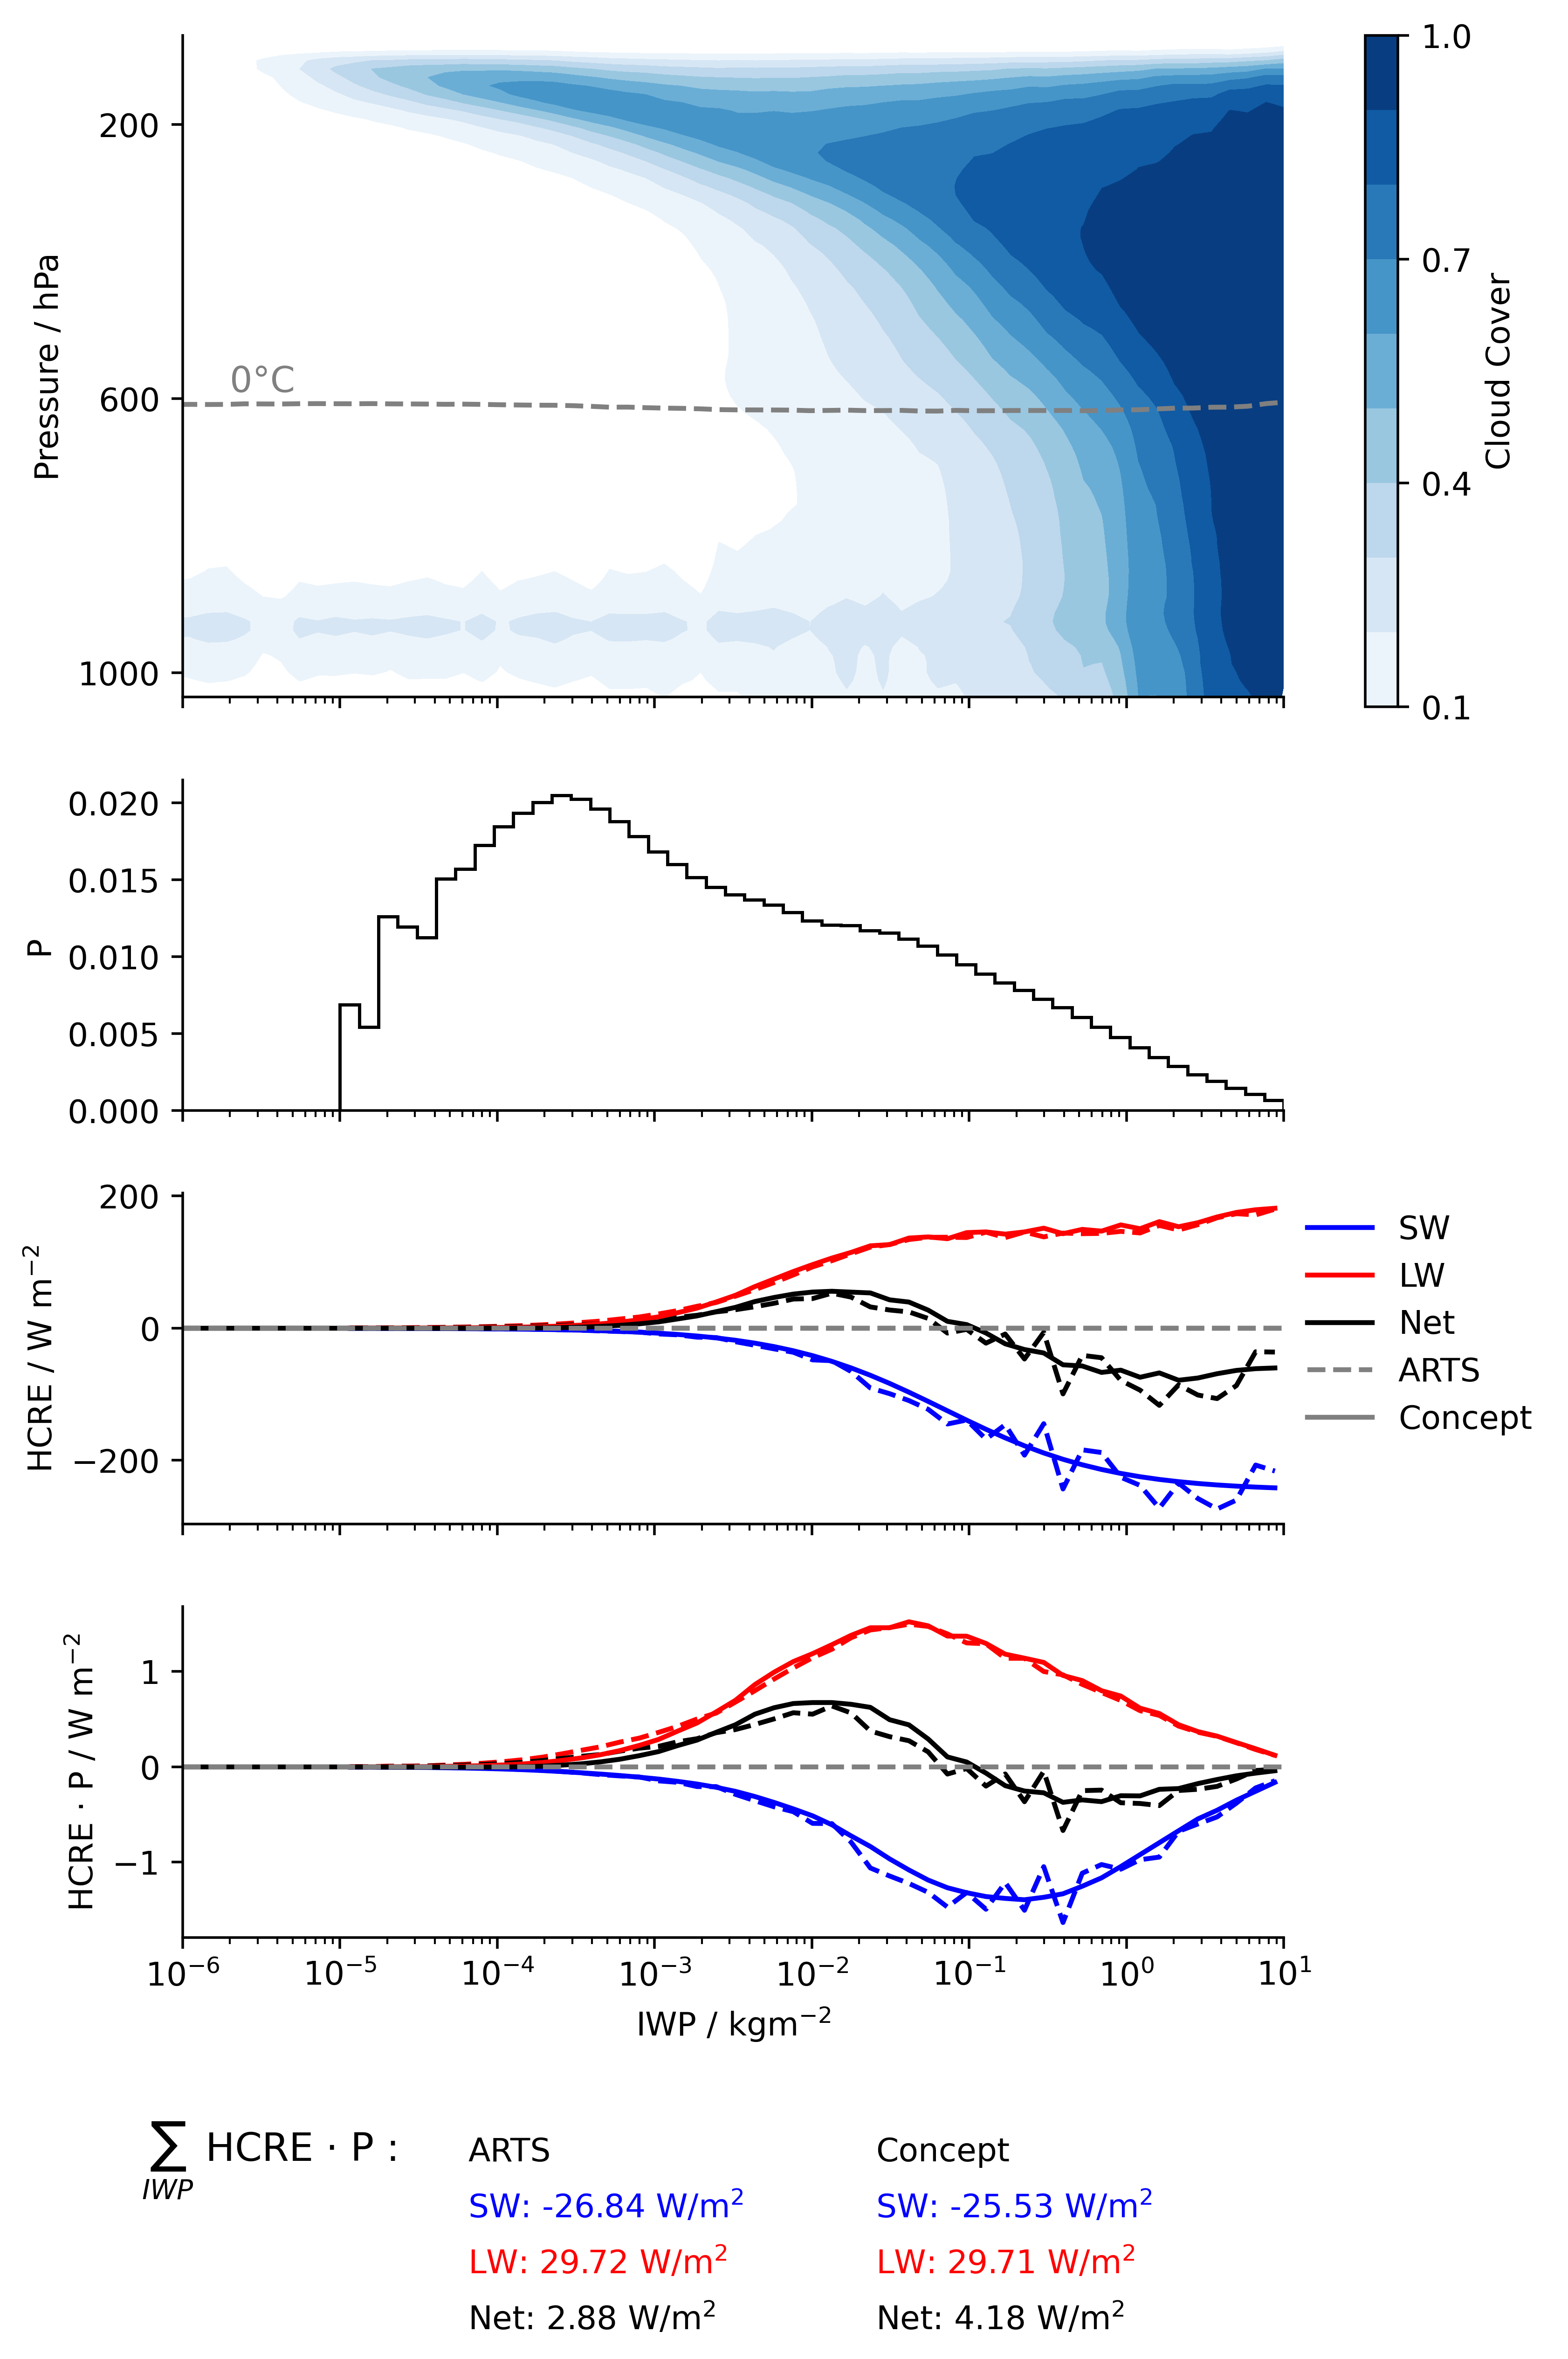 1.0
200
0.7
Pressure / hPa
Cloud Cover
0°C
600
0.4
1000
0.1
0.020
0.015
P
0.010
0.005
0.000
200
HCRE / W m⁻²
0
−200
SW
LW
Net
ARTS
Concept
1
HCRE · P / W m⁻²
0
−1
10⁻⁶ 10⁻⁵ 10⁻⁴ 10⁻³ 10⁻² 10⁻¹ 10⁰ 10¹
IWP / kgm⁻²
∑ HCRE · P : ARTS Concept
IWP
SW: -26.84 W/m² SW: -25.53 W/m²
LW: 29.72 W/m² LW: 29.71 W/m²
Net: 2.88 W/m² Net: 4.18 W/m²